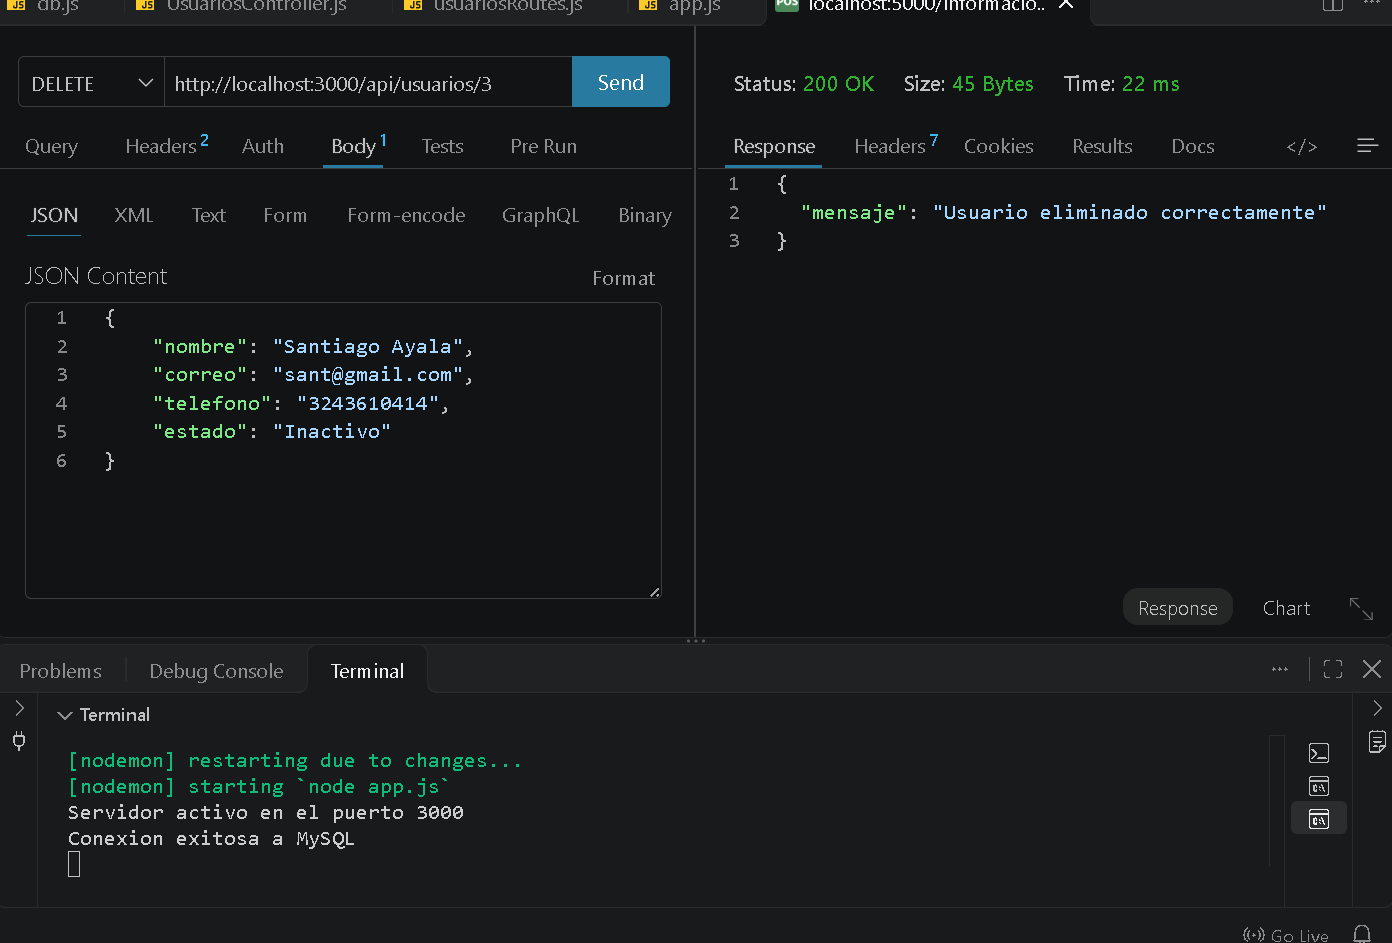 JS db.js JS UsuariosController.js JS usuariosRoutes.js JS app.js POS localhost:5000/informacio..
DELETE http://localhost:3000/api/usuarios/3 Send
Status: 200 OK Size: 45 Bytes Time: 22 ms
Query Headers 2 Auth Body 1 Tests Pre Run
Response Headers 7 Cookies Results Docs </>
JSON XML Text Form Form-encode GraphQL Binary
JSON Content Format
1 {
2 "nombre": "Santiago Ayala",
3 "correo": "sant@gmail.com",
4 "telefono": "3243610414",
5 "estado": "Inactivo"
6 }
1 {
2 "mensaje": "Usuario eliminado correctamente"
3 }
Response Chart
Problems Debug Console Terminal
Terminal
[nodemon] restarting due to changes...
[nodemon] starting `node app.js`
Servidor activo en el puerto 3000
Conexion exitosa a MySQL
Go Live